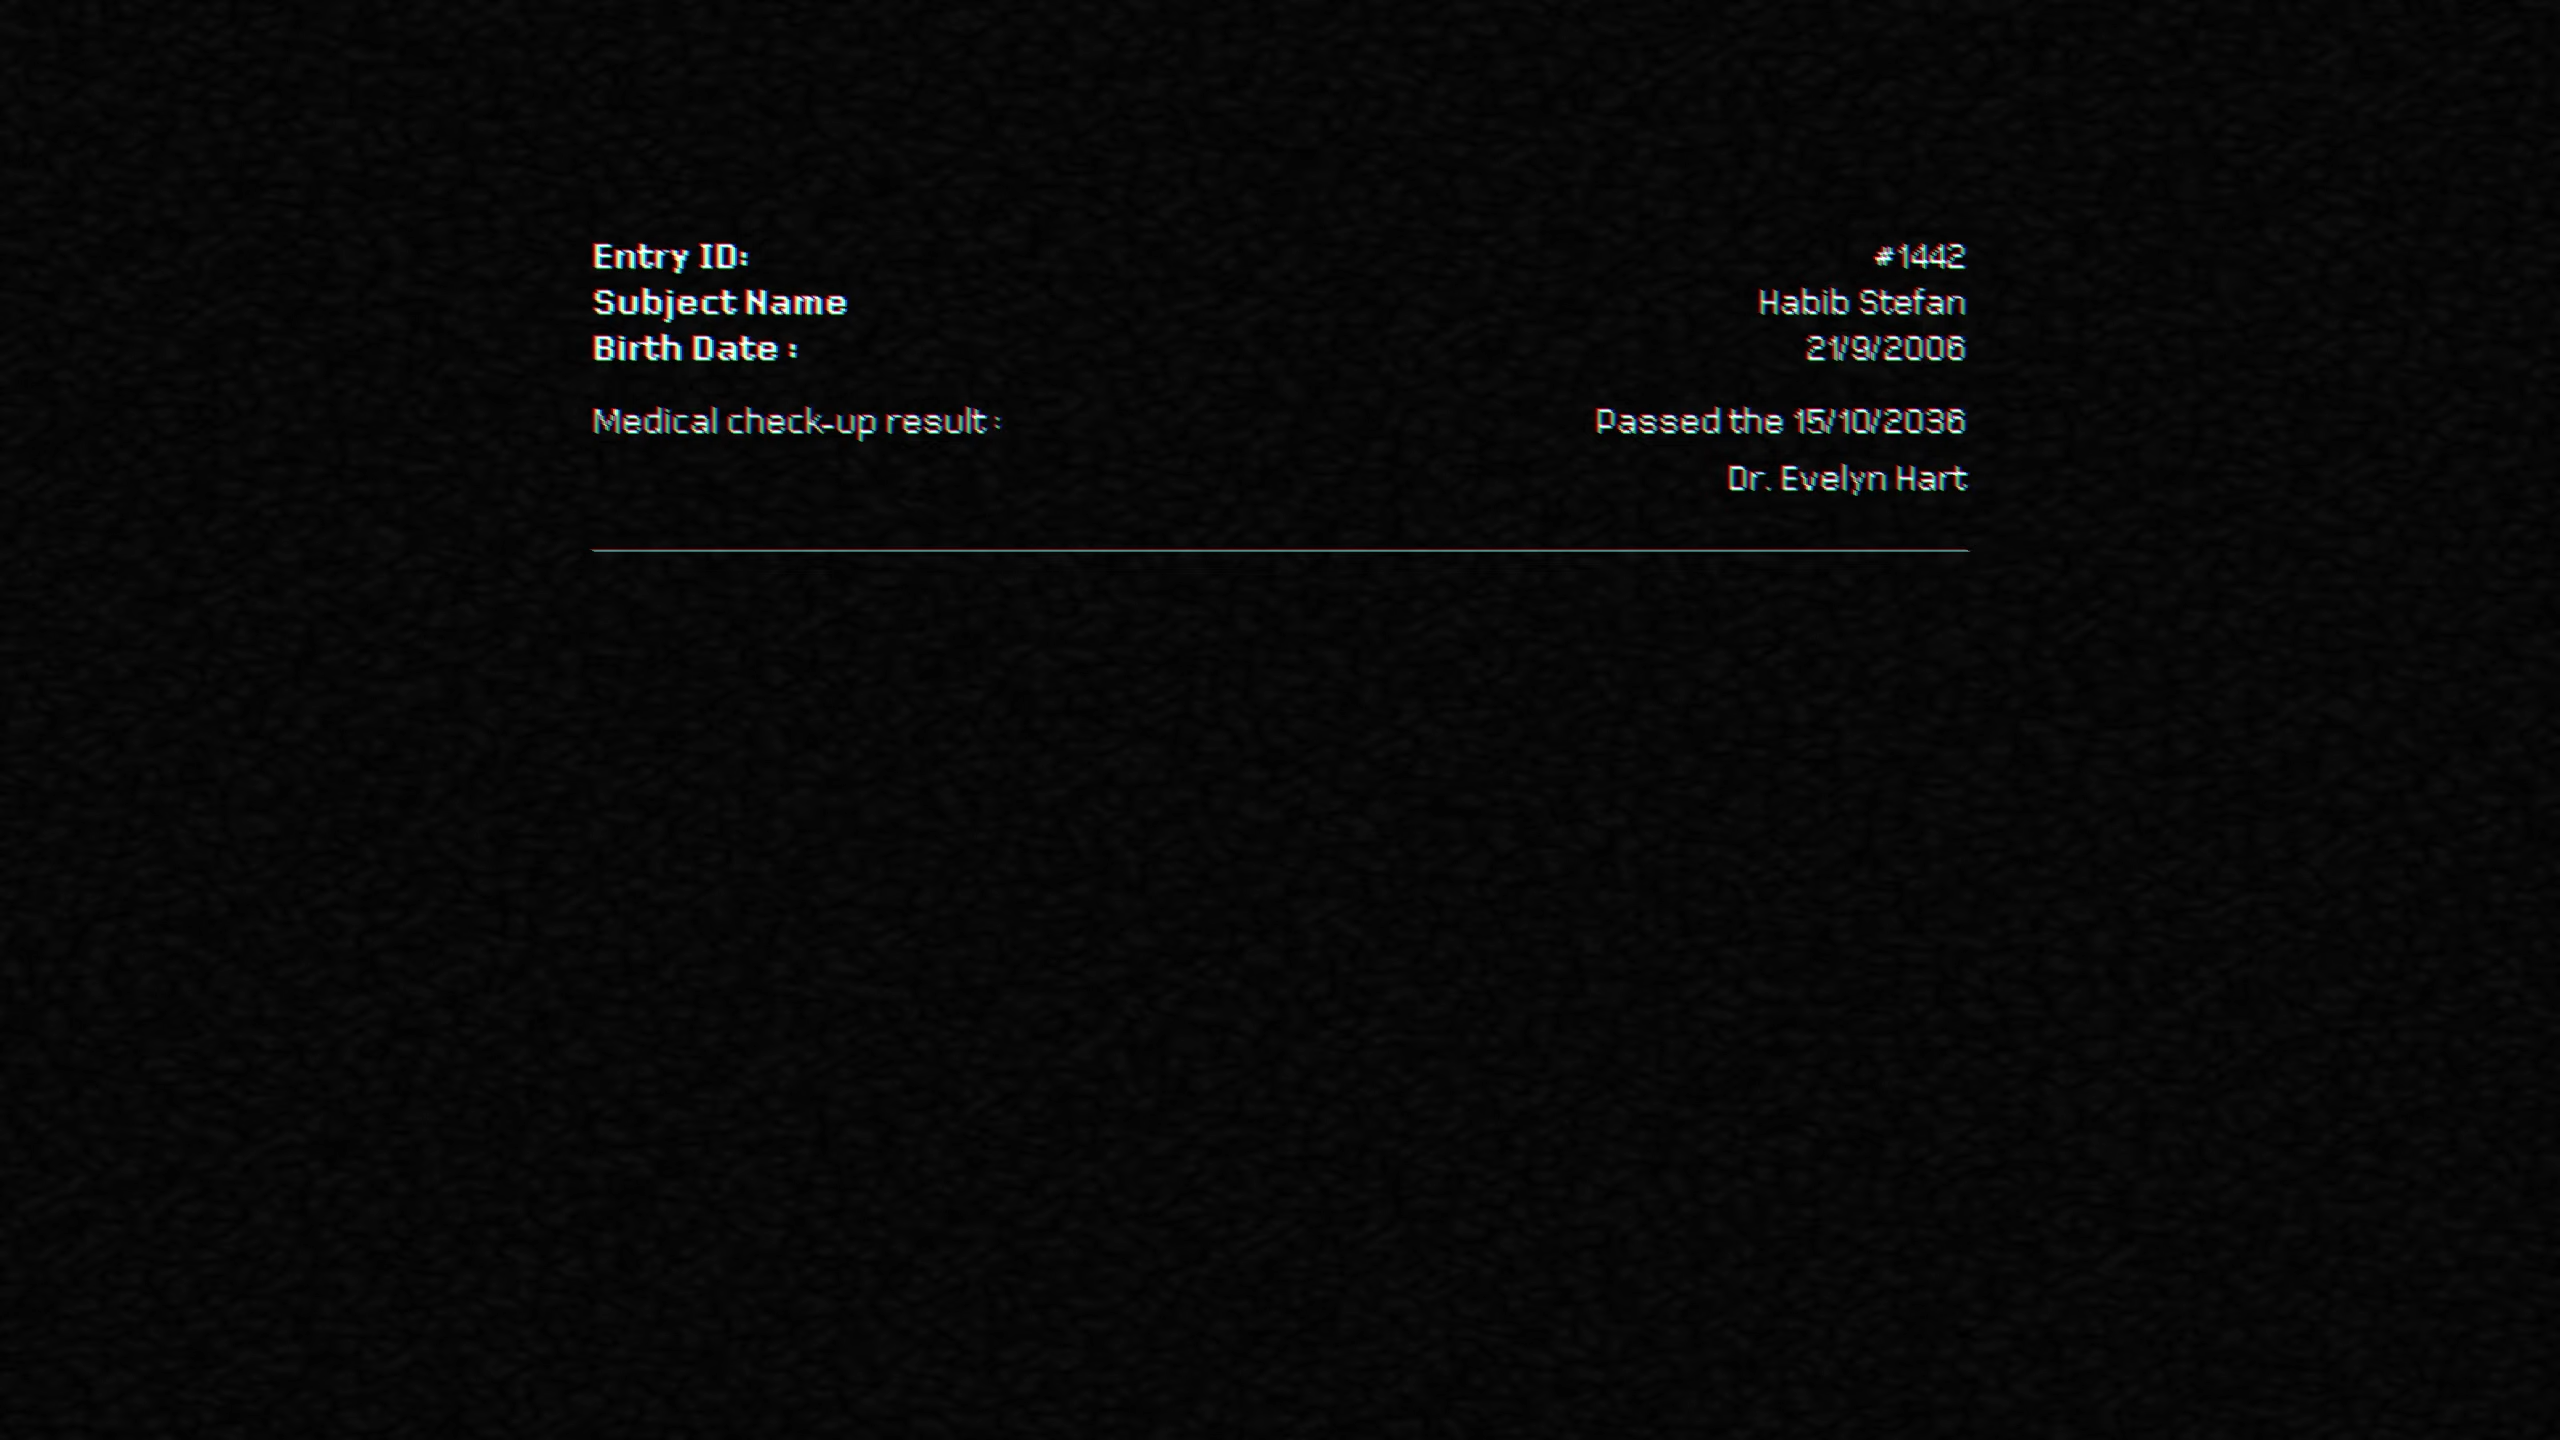 Entry ID: #1442
Subject Name Habib Stefan
Birth Date : 21/9/2006
Medical check-up result : Passed the 15/10/2036
Dr. Evelyn Hart